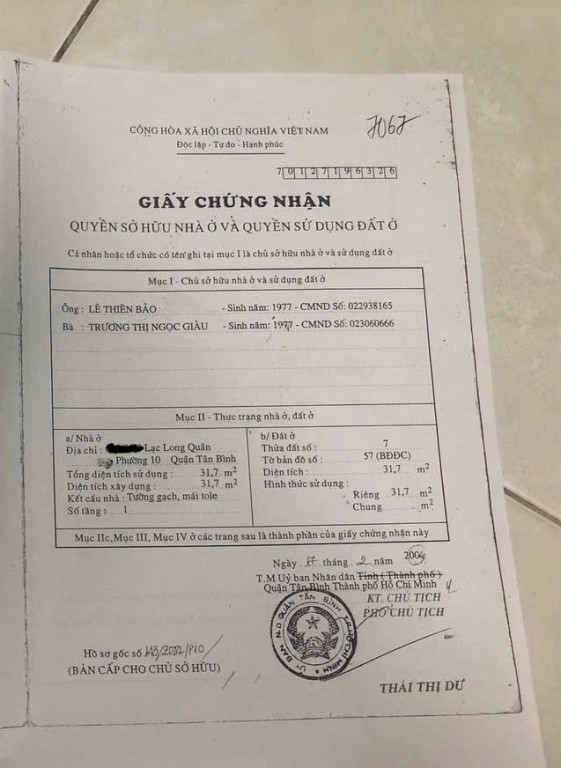 CỘNG HÒA XÃ HỘI CHỦ NGHĨA VIỆT NAM
7067
Độc lập - Tự do - Hạnh phúc
7 0 1 2 7 1 9 6 3 2 6
GIẤY CHỨNG NHẬN
QUYỀN SỞ HỮU NHÀ Ở VÀ QUYỀN SỬ DỤNG ĐẤT Ở
Cá nhân hoặc tổ chức có tên ghi tại mục I là chủ sở hữu nhà ở và sử dụng đất ở
Mục I - Chủ sở hữu nhà ở và sử dụng đất ở
Ông : LÊ THIÊN BẢO - Sinh năm: 1977 - CMND Số: 022938165
Bà : TRƯƠNG THỊ NGỌC GIÀU - Sinh năm: 1977 - CMND Số: 023060666
Mục II - Thực trạng nhà ở, đất ở
a/ Nhà ở
Địa chỉ : Lạc Long Quân
Phường 10 Quận Tân Bình
Tổng diện tích sử dụng : 31,7 m²
Diện tích xây dựng : 31,7 m²
Kết cấu nhà : Tường gạch, mái tole
Số tầng : 1
b/ Đất ở
Thửa đất số : 7
Tờ bản đồ số : 57 (BĐĐC)
Diện tích : 31,7 m²
Hình thức sử dụng :
Riêng 31,7 m²
Chung m²
Mục IIc, Mục III, Mục IV ở các trang sau là thành phần của giấy chứng nhận này
Ngày 17 tháng 2 năm 2004
T.M Uỷ ban Nhân dân Tỉnh ( Thành phố )
Quận Tân Bình Thành phố Hồ Chí Minh
KT. CHỦ TỊCH
PHÓ CHỦ TỊCH
Hồ sơ gốc số
(BẢN CẤP CHO CHỦ SỞ HỮU)
THÁI THỊ DƯ